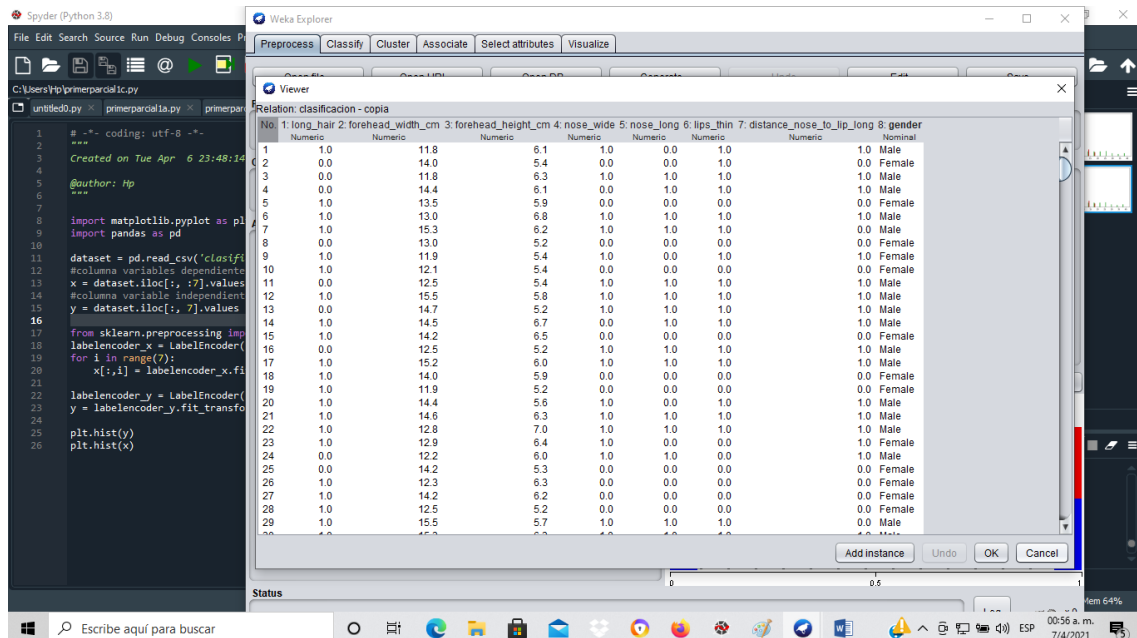 Spyder (Python 3.8)
File Edit Search Source Run Debug Consoles
C:\Users\Hp\primerparcial1c.py
untitled0.py × primerparcial1a.py ×
1 # -*- coding: utf-8 -*-
2 """
3 Created on Tue Apr 6 23:48:14
4
5 @author: Hp
6 """
7
8 import matplotlib.pyplot as
9 import pandas as pd
10
11 dataset = pd.read_csv(
12 #columna variables
13 x = dataset.iloc[:, :7].values
14 #columna variable
15 y = dataset.iloc[:, 7].values
16
17 from sklearn.preprocessing
18 labelencoder_x = LabelEncoder(
19 for i in range(7):
20 x[:,i] =
21
22 labelencoder_y = LabelEncoder(
23 y =
24
25 plt.hist(y)
26 plt.hist(x)
Weka Explorer
Preprocess Classify Cluster Associate Select attributes Visualize
Viewer
Relation: clasificacion - copia
No. 1: long_hair 2: forehead_width_cm 3: forehead_height_cm 4: nose_wide 5: nose_long 6: lips_thin 7: distance_nose_to_lip_long 8: gender
Numeric Numeric Numeric Numeric Numeric Numeric Numeric Nominal
1 1.0 11.8 6.1 1.0 0.0 1.0 1.0 Male
2 0.0 14.0 5.4 0.0 0.0 1.0 0.0 Female
3 0.0 11.8 6.3 1.0 1.0 1.0 1.0 Male
4 0.0 14.4 6.1 0.0 1.0 1.0 1.0 Male
5 1.0 13.5 5.9 0.0 0.0 0.0 0.0 Female
6 1.0 13.0 6.8 1.0 1.0 1.0 1.0 Male
7 1.0 15.3 6.2 1.0 1.0 1.0 0.0 Male
8 0.0 13.0 5.2 0.0 0.0 0.0 0.0 Female
9 1.0 11.9 5.4 1.0 0.0 1.0 1.0 Female
10 1.0 12.1 5.4 0.0 0.0 0.0 0.0 Female
11 0.0 12.5 5.4 1.0 1.0 1.0 1.0 Male
12 1.0 15.5 5.8 1.0 1.0 1.0 1.0 Male
13 0.0 14.7 5.2 1.0 1.0 1.0 1.0 Male
14 1.0 14.5 6.7 0.0 1.0 1.0 1.0 Male
15 1.0 14.2 6.5 0.0 0.0 0.0 0.0 Female
16 0.0 12.5 5.2 1.0 1.0 1.0 1.0 Male
17 1.0 15.2 6.0 1.0 1.0 1.0 1.0 Male
18 1.0 14.0 5.9 0.0 0.0 0.0 0.0 Female
19 1.0 11.9 5.2 0.0 0.0 0.0 0.0 Female
20 1.0 14.4 5.6 1.0 0.0 1.0 1.0 Male
21 1.0 14.6 6.3 1.0 1.0 1.0 1.0 Male
22 1.0 12.8 7.0 1.0 1.0 1.0 1.0 Male
23 1.0 12.9 6.4 1.0 0.0 0.0 1.0 Female
24 0.0 12.2 6.0 1.0 1.0 0.0 1.0 Male
25 0.0 14.2 5.3 0.0 0.0 0.0 0.0 Female
26 1.0 12.3 6.3 0.0 0.0 0.0 0.0 Female
27 1.0 14.2 6.2 0.0 0.0 0.0 0.0 Female
28 1.0 12.5 5.2 0.0 0.0 0.0 0.0 Female
29 1.0 15.5 5.7 1.0 1.0 1.0 0.0 Male
Add instance Undo OK Cancel
0 0.5 1
Status
Mem 64%
Escribe aquí para buscar
ESP 00:56 a. m.
7/4/2021